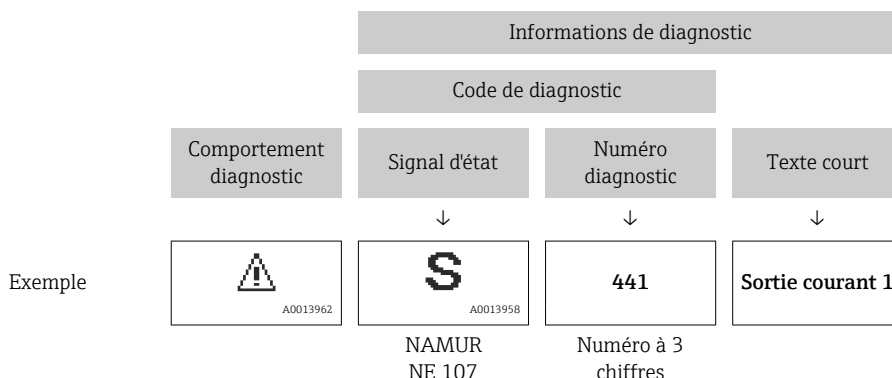 Informations de diagnostic
Code de diagnostic
Comportement
diagnostic
Signal d'état
Numéro
diagnostic
Texte court
↓ ↓ ↓
Exemple
A0013962
S
A0013958
441
Sortie courant 1
NAMUR
NE 107
Numéro à 3
chiffres